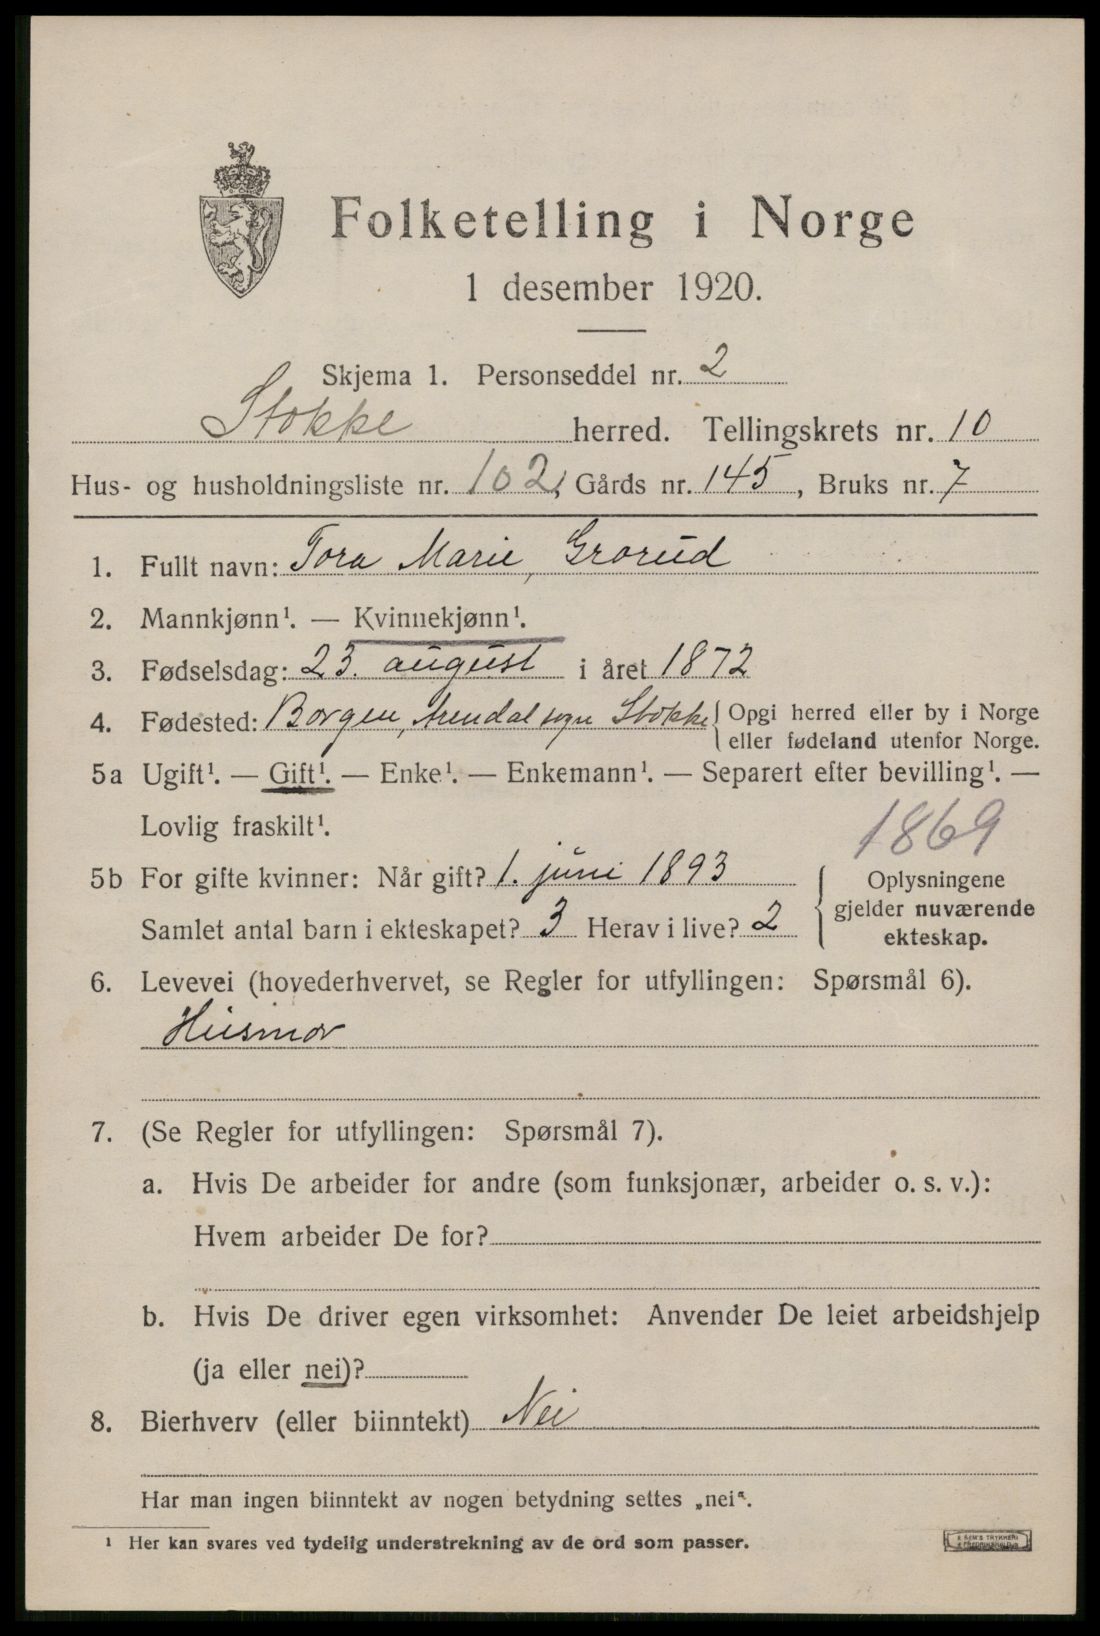 Folketelling i Norge
1 desember 1920.
Skjema 1. Personseddel nr. 2
Stokke herred. Tellingskrets nr. 10
Hus- og husholdningsliste nr. 102, Gårds nr. 145, Bruks nr. 7
1. Fullt navn: Tora Marie, Grorud
2. Mannkjønn¹. — Kvinnekjønn¹.
3. Fødselsdag: 23. august i året 1872
4. Fødested: Borgen, Arendal sogn Stokke { Opgi herred eller by i Norge
eller fødeland utenfor Norge.
5a Ugift¹. — Gift¹. — Enke¹. — Enkemann¹. — Separert efter bevilling¹. —
Lovlig fraskilt¹.
1869
5b For gifte kvinner: Når gift? 1. juni 1893
Samlet antal barn i ekteskapet? 3 Herav i live? 2
Oplysningene
gjelder nuværende
ekteskap.
6. Levevei (hovederhvervet, se Regler for utfyllingen: Spørsmål 6).
Husmor
7. (Se Regler for utfyllingen: Spørsmål 7).
a. Hvis De arbeider for andre (som funksjonær, arbeider o. s. v.):
Hvem arbeider De for?
b. Hvis De driver egen virksomhet: Anvender De leiet arbeidshjelp
(ja eller nei)?
8. Bierhverv (eller biinntekt) Nei
Har man ingen biinntekt av nogen betydning settes „nei“.
¹ Her kan svares ved tydelig understrekning av de ord som passer.